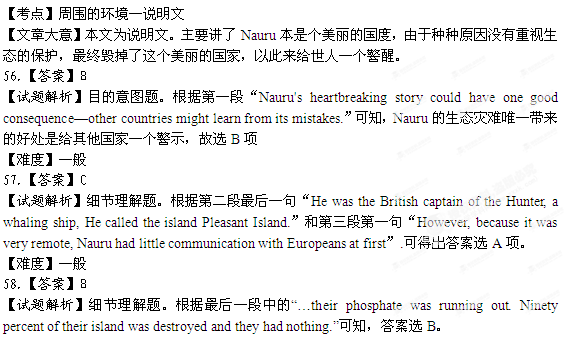 【考点】周围的环境—说明文
【文章大意】本文为说明文。主要讲了 Nauru 本是个美丽的国度，由于种种原因没有重视生
态的保护，最终毁掉了这个美丽的国家，以此来给世人一个警醒。
56.【答案】B
【试题解析】目的意图题。根据第一段“Nauru's heartbreaking story could have one good
consequence—other countries might learn from its mistakes.”可知，Nauru 的生态灾难唯一带来
的好处是给其他国家一个警示，故选 B 项
【难度】一般
57.【答案】C
【试题解析】细节理解题。根据第二段最后一句“He was the British captain of the Hunter, a
whaling ship, He called the island Pleasant Island.”和第三段第一句“However, because it was
very remote, Nauru had little communication with Europeans at first”.可得出答案选 A 项。
【难度】一般
58.【答案】B
【试题解析】细节理解题。根据最后一段中的“…their phosphate was running out. Ninety
percent of their island was destroyed and they had nothing.”可知，答案选 B。